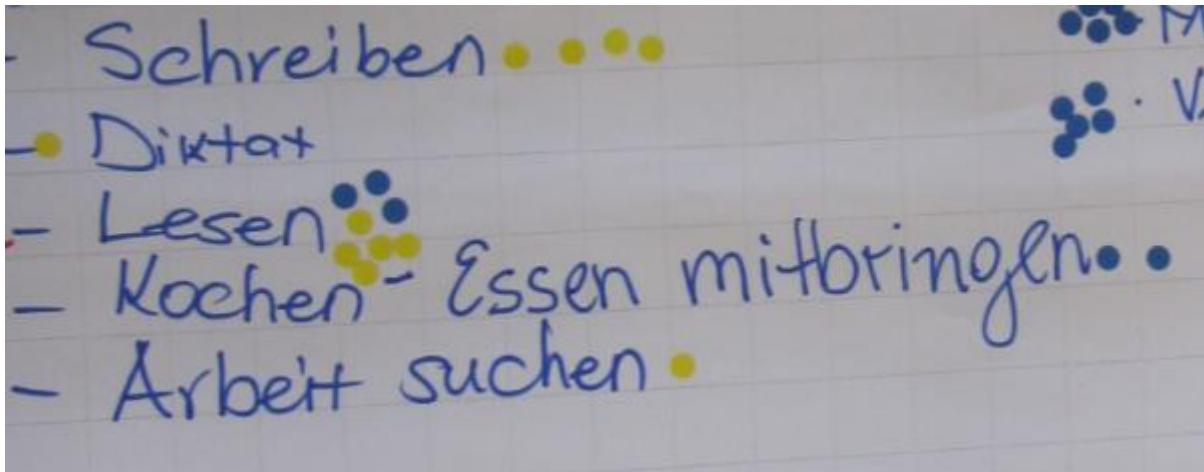 - Schreiben
- Diktat
- Lesen
- Kochen - Essen mitbringen
- Arbeit suchen